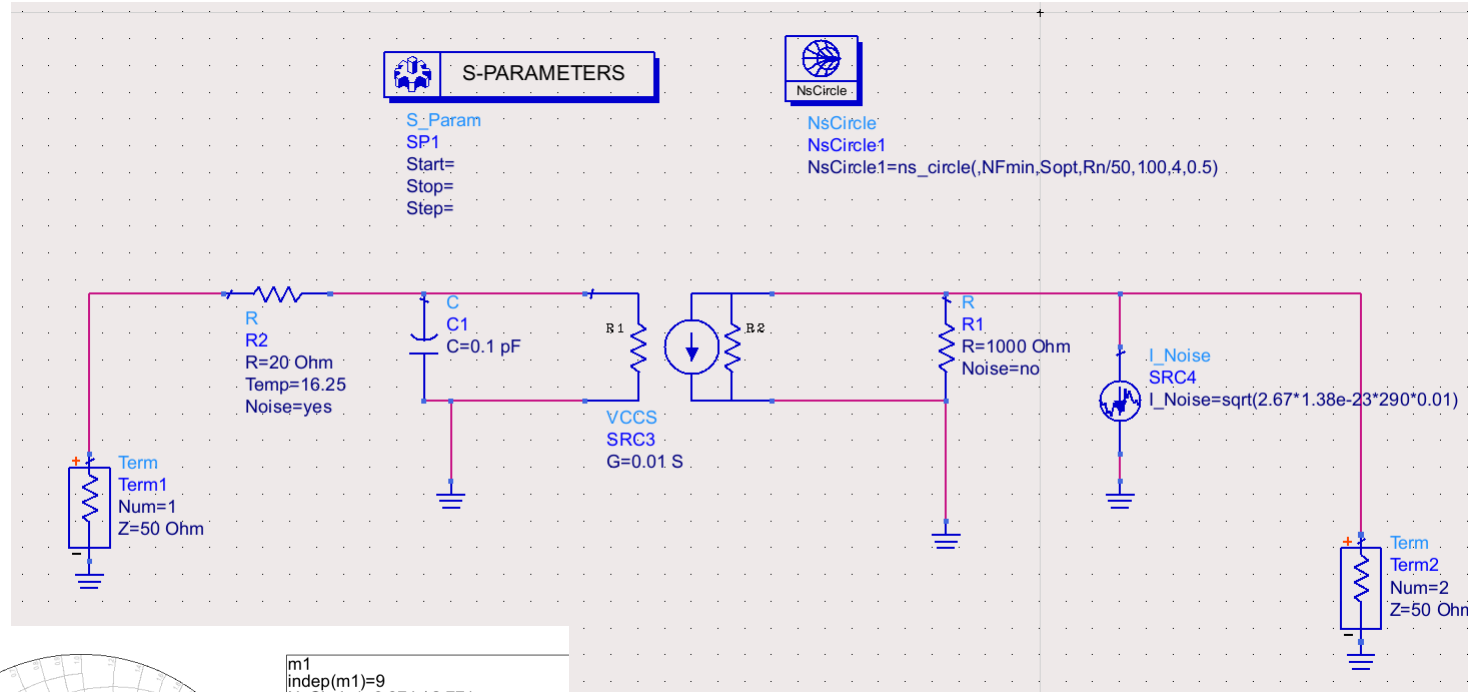 S-PARAMETERS
S_Param
SP1
Start=
Stop=
Step=
NsCircle
NsCircle
NsCircle1
NsCircle1=ns_circle(,NFmin,Sopt,Rn/50,100,4,0.5)
R
R2
R=20 Ohm
Temp=16.25
Noise=yes
C
C1
C=0.1 pF
R1
R2
VCCS
SRC3
G=0.01 S
R
R1
R=1000 Ohm
Noise=no
I_Noise
SRC4
I_Noise=sqrt(2.67*1.38e-23*290*0.01)
+
Term
Term1
Num=1
Z=50 Ohm
−
+
Term
Term2
Num=2
Z=50 Ohm
−
m1
indep(m1)=9